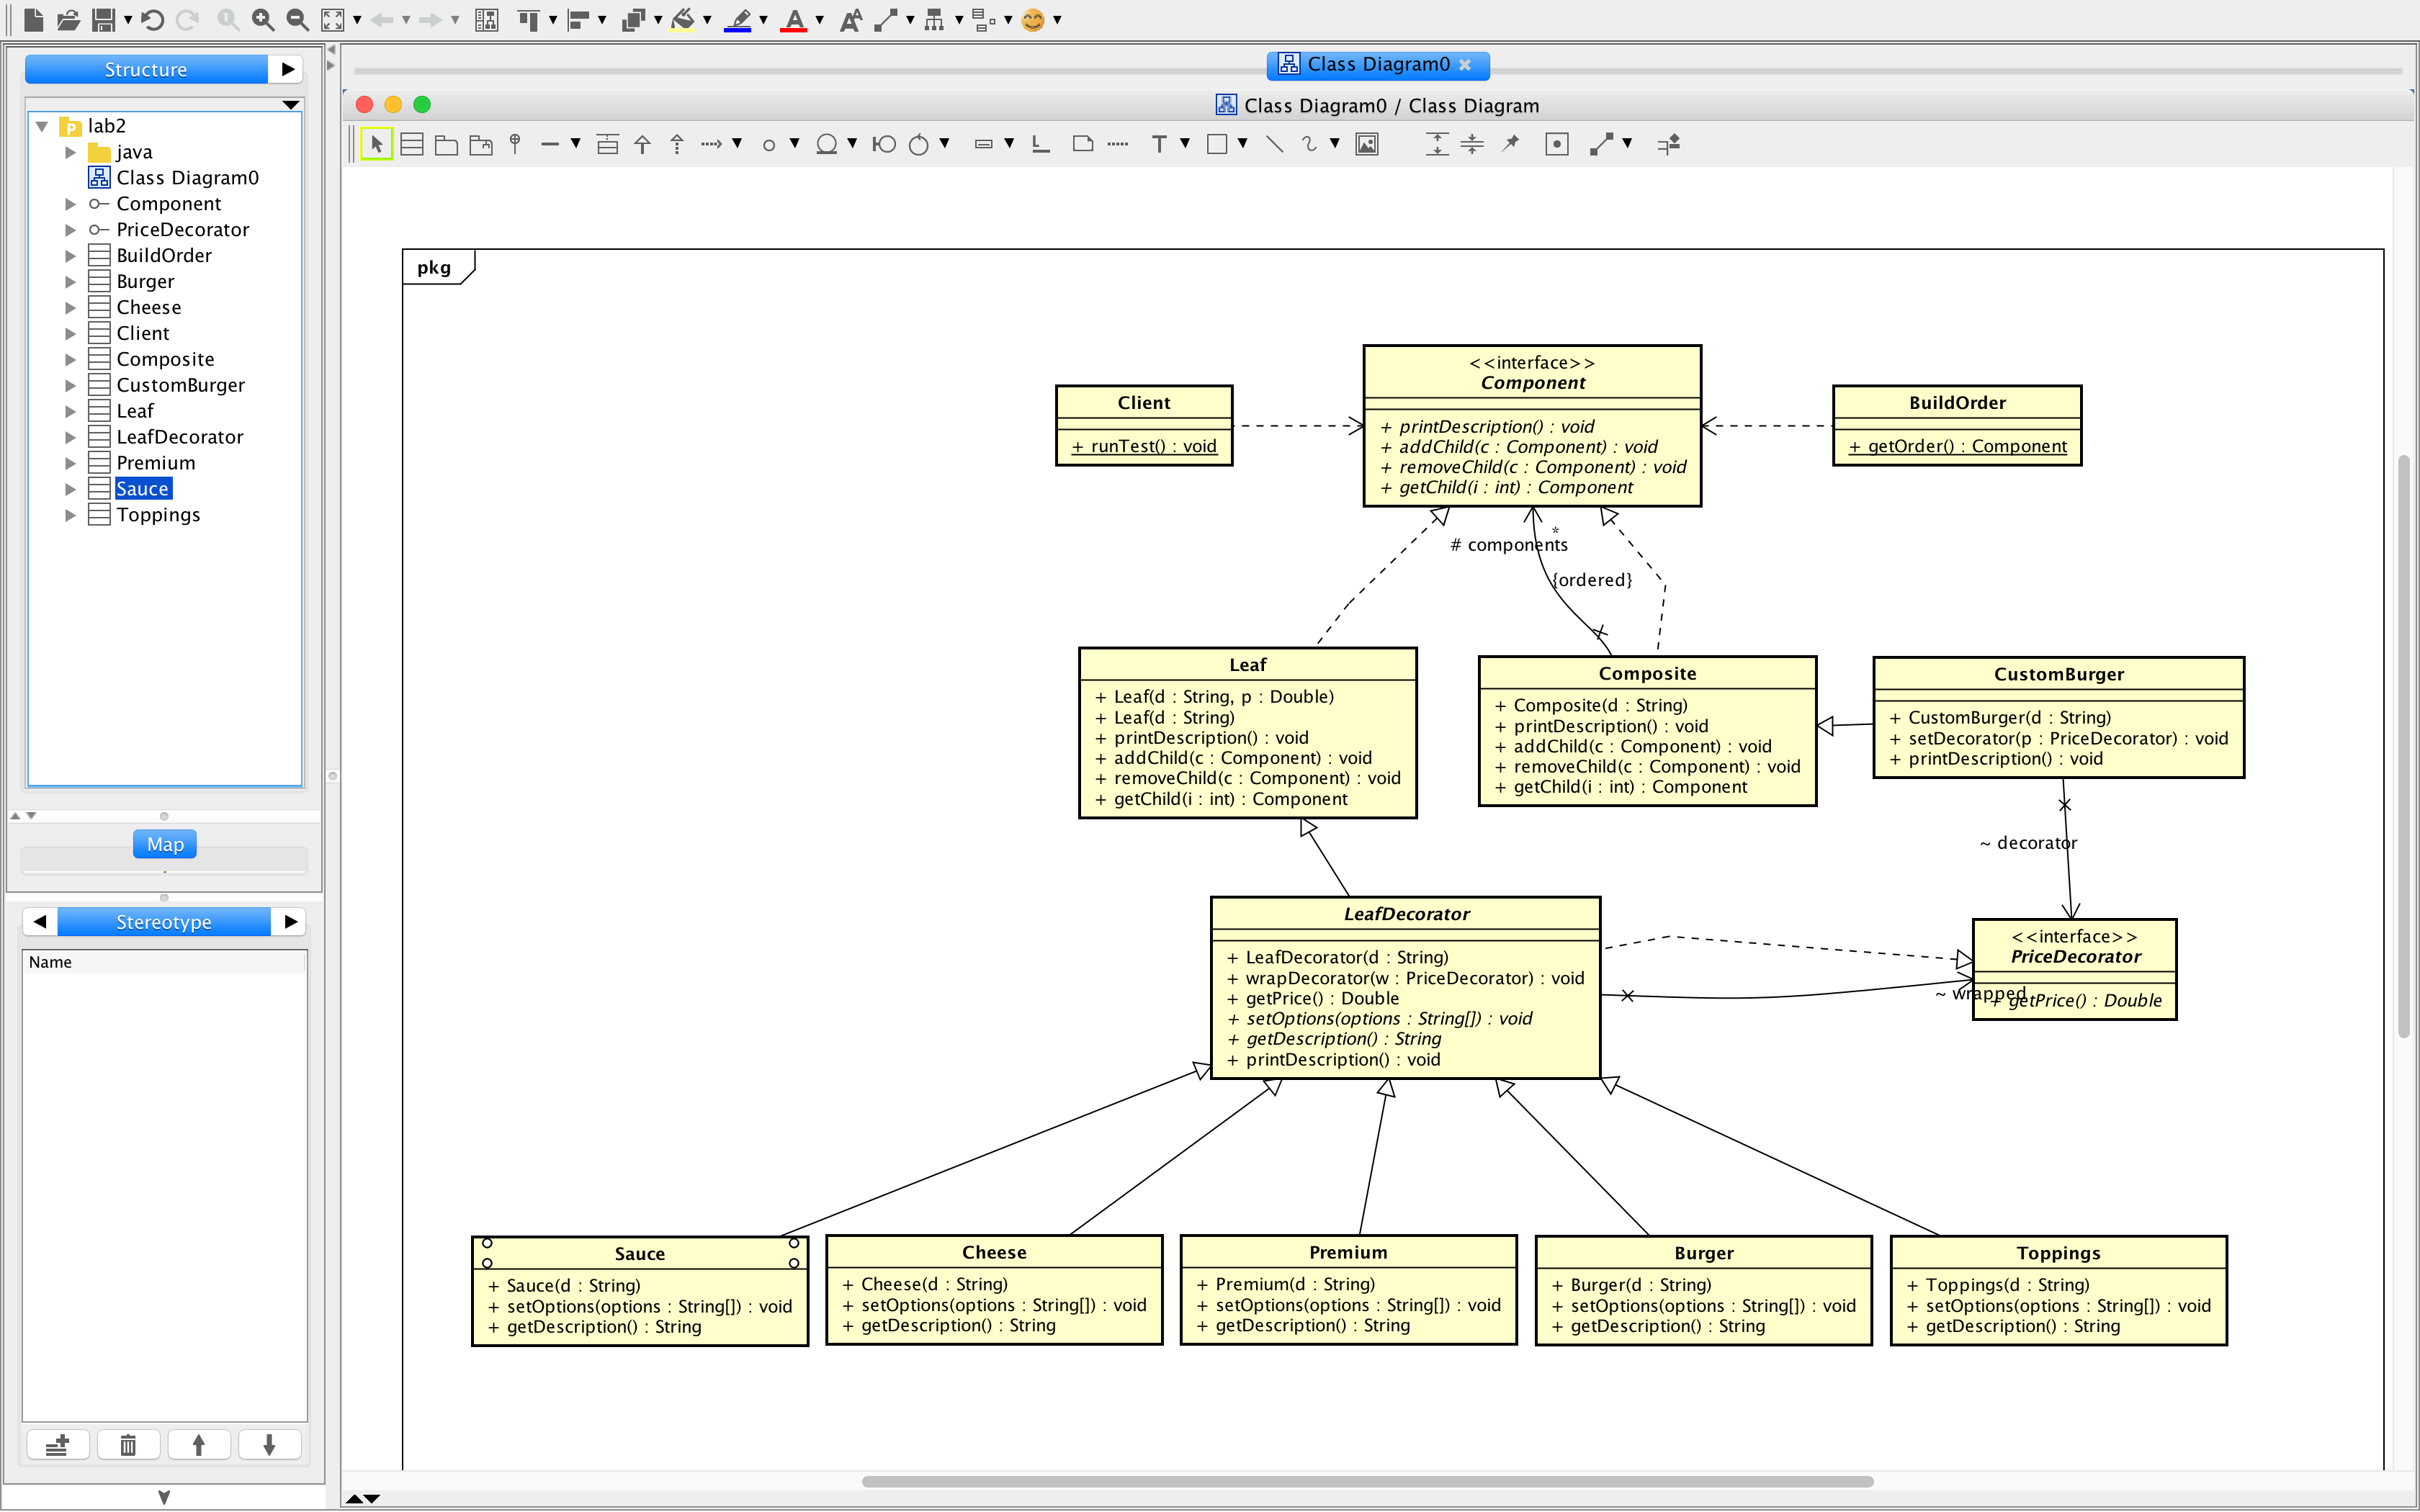 Structure
lab2
java
Class Diagram0
Component
PriceDecorator
BuildOrder
Burger
Cheese
Client
Composite
CustomBurger
Leaf
LeafDecorator
Premium
Sauce
Toppings
Map
Stereotype
Name
Class Diagram0
Class Diagram0 / Class Diagram
pkg
Client
+ runTest() : void
<<interface>>
Component
+ printDescription() : void
+ addChild(c : Component) : void
+ removeChild(c : Component) : void
+ getChild(i : int) : Component
BuildOrder
+ getOrder() : Component
*
# components
{ordered}
Leaf
+ Leaf(d : String, p : Double)
+ Leaf(d : String)
+ printDescription() : void
+ addChild(c : Component) : void
+ removeChild(c : Component) : void
+ getChild(i : int) : Component
Composite
+ Composite(d : String)
+ printDescription() : void
+ addChild(c : Component) : void
+ removeChild(c : Component) : void
+ getChild(i : int) : Component
CustomBurger
+ CustomBurger(d : String)
+ setDecorator(p : PriceDecorator) : void
+ printDescription() : void
~ decorator
LeafDecorator
+ LeafDecorator(d : String)
+ wrapDecorator(w : PriceDecorator) : void
+ getPrice() : Double
+ setOptions(options : String[]) : void
+ getDescription() : String
+ printDescription() : void
<<interface>>
PriceDecorator
~ wrapped
+ getPrice() : Double
Sauce
+ Sauce(d : String)
+ setOptions(options : String[]) : void
+ getDescription() : String
Cheese
+ Cheese(d : String)
+ setOptions(options : String[]) : void
+ getDescription() : String
Premium
+ Premium(d : String)
+ setOptions(options : String[]) : void
+ getDescription() : String
Burger
+ Burger(d : String)
+ setOptions(options : String[]) : void
+ getDescription() : String
Toppings
+ Toppings(d : String)
+ setOptions(options : String[]) : void
+ getDescription() : String